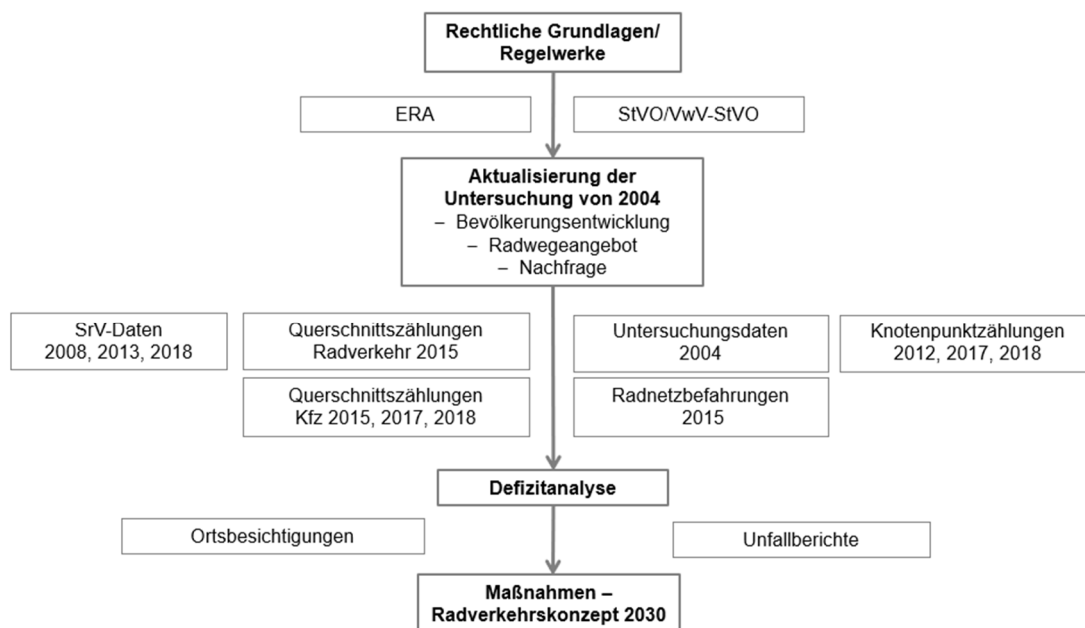 Rechtliche Grundlagen/
Regelwerke
ERA
StVO/VwV-StVO
Aktualisierung der
Untersuchung von 2004
– Bevölkerungsentwicklung
– Radwegeangebot
– Nachfrage
SrV-Daten
2008, 2013, 2018
Querschnittszählungen
Radverkehr 2015
Untersuchungsdaten
2004
Knotenpunktzählungen
2012, 2017, 2018
Querschnittszählungen
Kfz 2015, 2017, 2018
Radnetzbefahrungen
2015
Defizitanalyse
Ortsbesichtigungen
Unfallberichte
Maßnahmen –
Radverkehrskonzept 2030